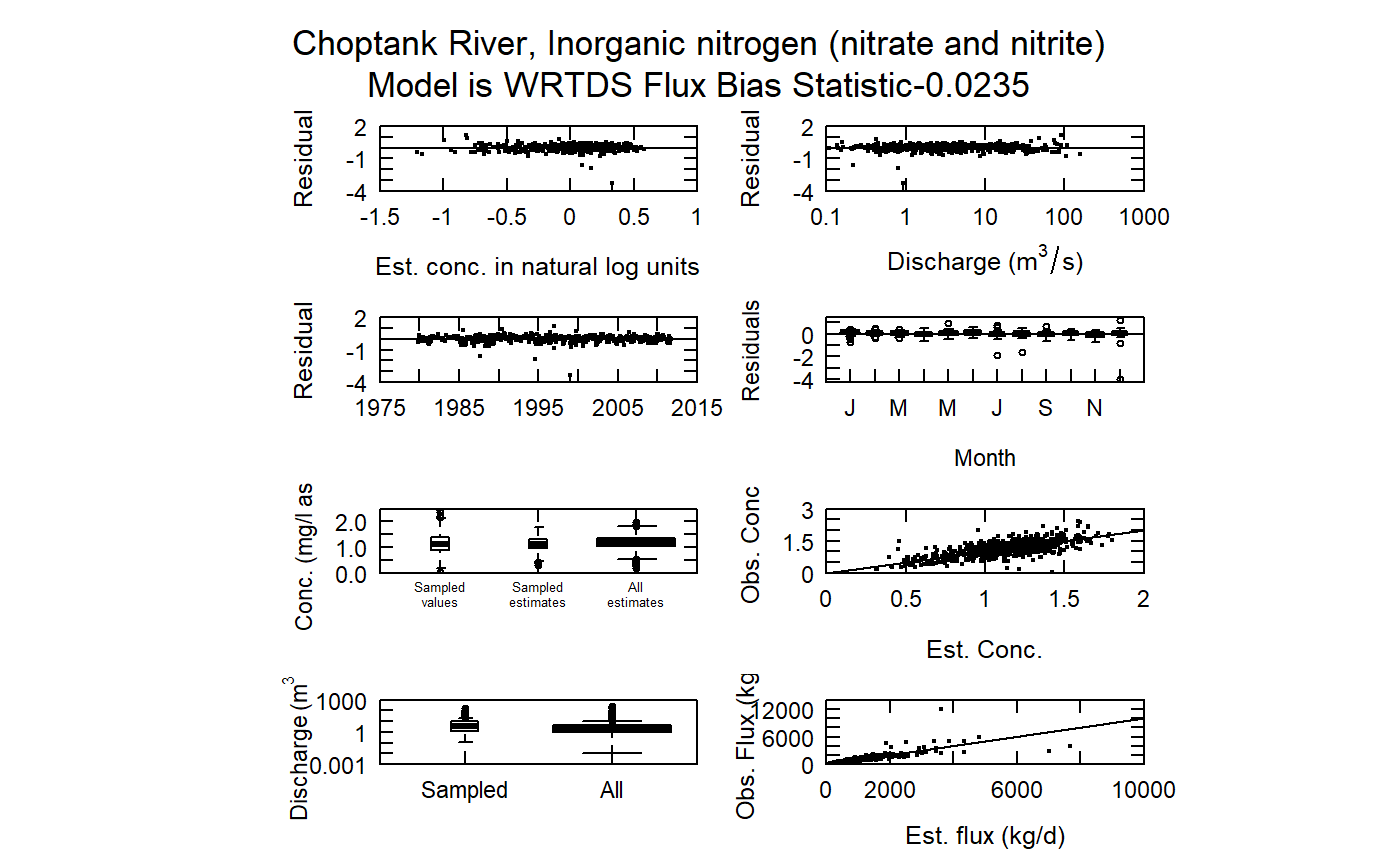 Choptank River, Inorganic nitrogen (nitrate and nitrite)
Model is WRTDS Flux Bias Statistic-0.0235
Residual
2
-1
-4
-1.5 -1 -0.5 0 0.5 1
Est. conc. in natural log units
Residual
2
-1
-4
0.1 1 10 100 1000
Discharge (m³/s)
Residual
2
-1
-4
1975 1985 1995 2005 2015
Residuals
0
-2
-4
J M M J S N
Month
Conc. (mg/l as
2.0
1.0
0.0
Sampled
values
Sampled
estimates
All
estimates
Obs. Conc
3
1.5
0
0 0.5 1 1.5 2
Est. Conc.
Discharge (m³
1000
1
0.001
Sampled All
Obs. Flux (kg
12000
6000
0
0 2000 6000 10000
Est. flux (kg/d)